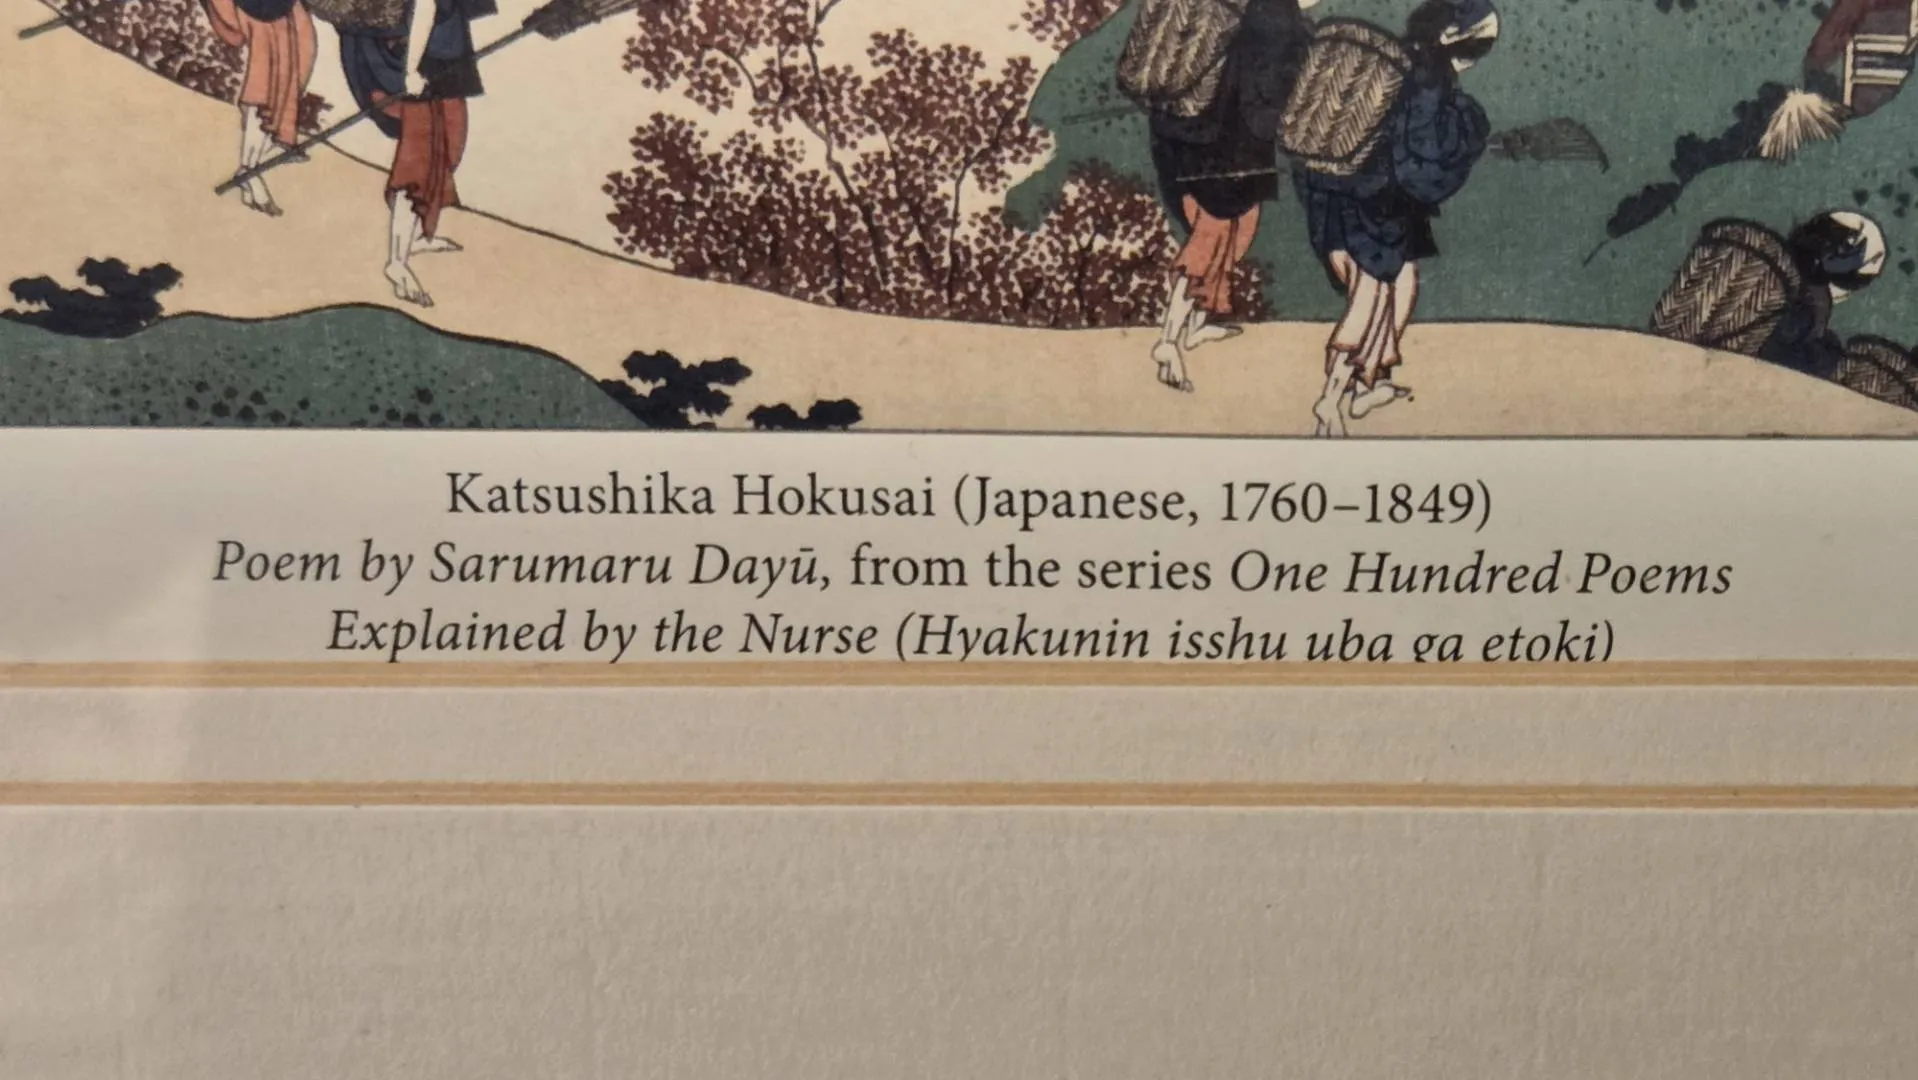 Katsushika Hokusai (Japanese, 1760–1849)
Poem by Sarumaru Dayū, from the series One Hundred Poems
Explained by the Nurse (Hyakunin isshu uba ga etoki)